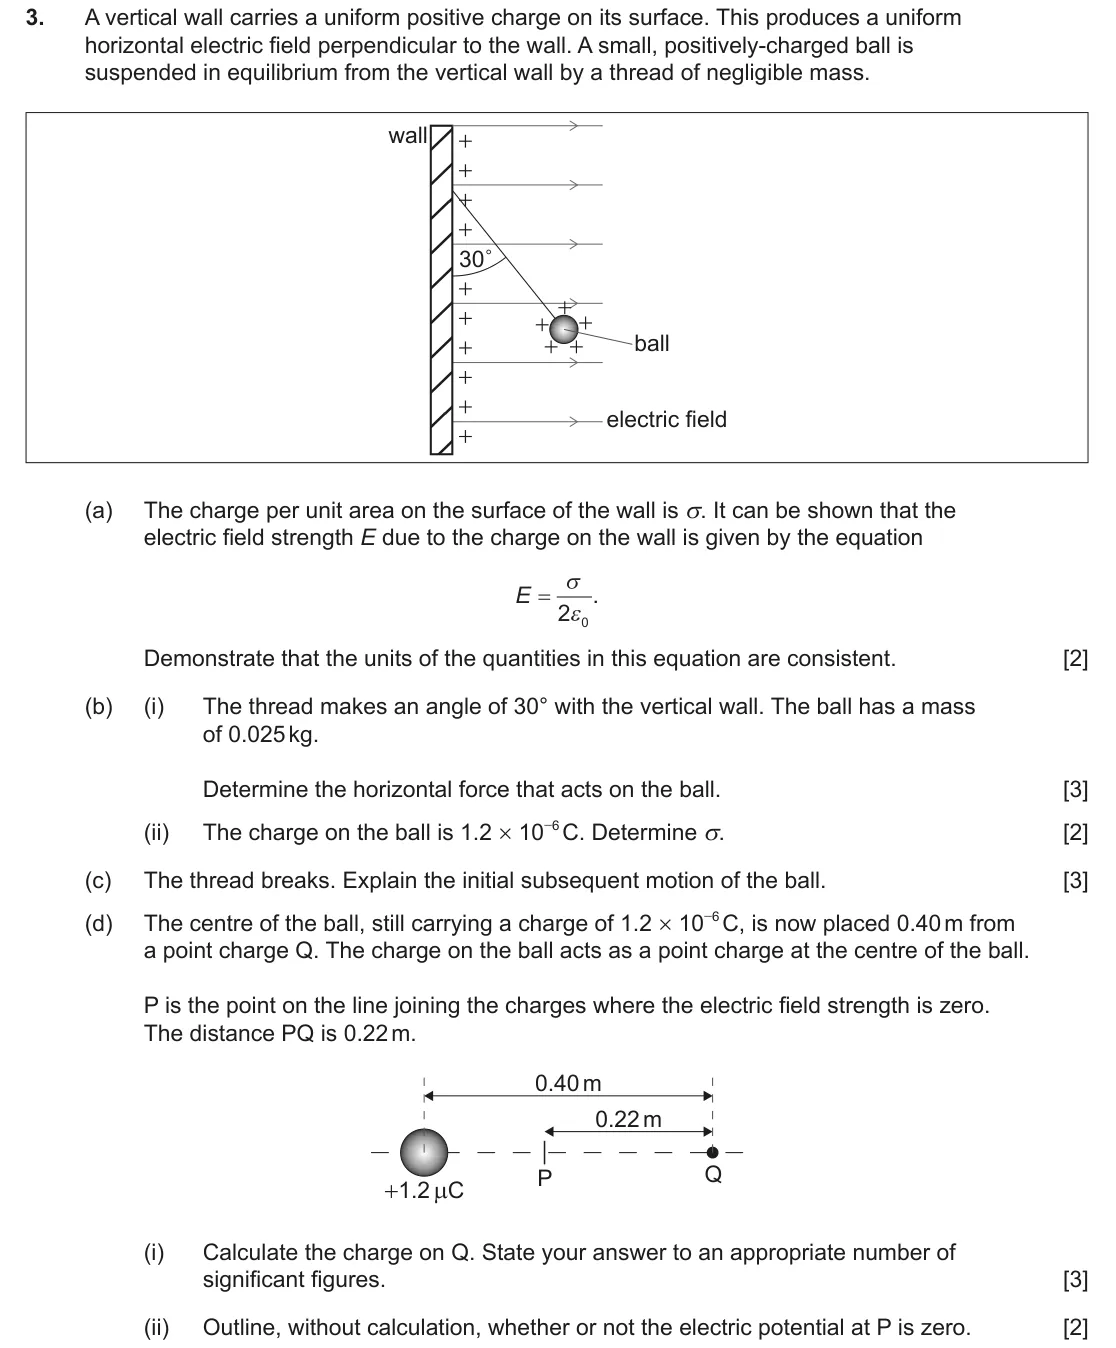 3. A vertical wall carries a uniform positive charge on its surface. This produces a uniform
horizontal electric field perpendicular to the wall. A small, positively-charged ball is
suspended in equilibrium from the vertical wall by a thread of negligible mass.
wall
+
+
+
+
30°
+
+
+
+
+
+
+
+
+
+
+
ball
electric field
(a) The charge per unit area on the surface of the wall is σ. It can be shown that the
electric field strength E due to the charge on the wall is given by the equation
E = σ/2ε₀.
Demonstrate that the units of the quantities in this equation are consistent. [2]
(b) (i) The thread makes an angle of 30° with the vertical wall. The ball has a mass
of 0.025 kg.
Determine the horizontal force that acts on the ball. [3]
(ii) The charge on the ball is 1.2 × 10⁻⁶ C. Determine σ. [2]
(c) The thread breaks. Explain the initial subsequent motion of the ball. [3]
(d) The centre of the ball, still carrying a charge of 1.2 × 10⁻⁶ C, is now placed 0.40 m from
a point charge Q. The charge on the ball acts as a point charge at the centre of the ball.
P is the point on the line joining the charges where the electric field strength is zero.
The distance PQ is 0.22 m.
0.40 m
0.22 m
P
Q
+1.2 μC
(i) Calculate the charge on Q. State your answer to an appropriate number of
significant figures. [3]
(ii) Outline, without calculation, whether or not the electric potential at P is zero. [2]